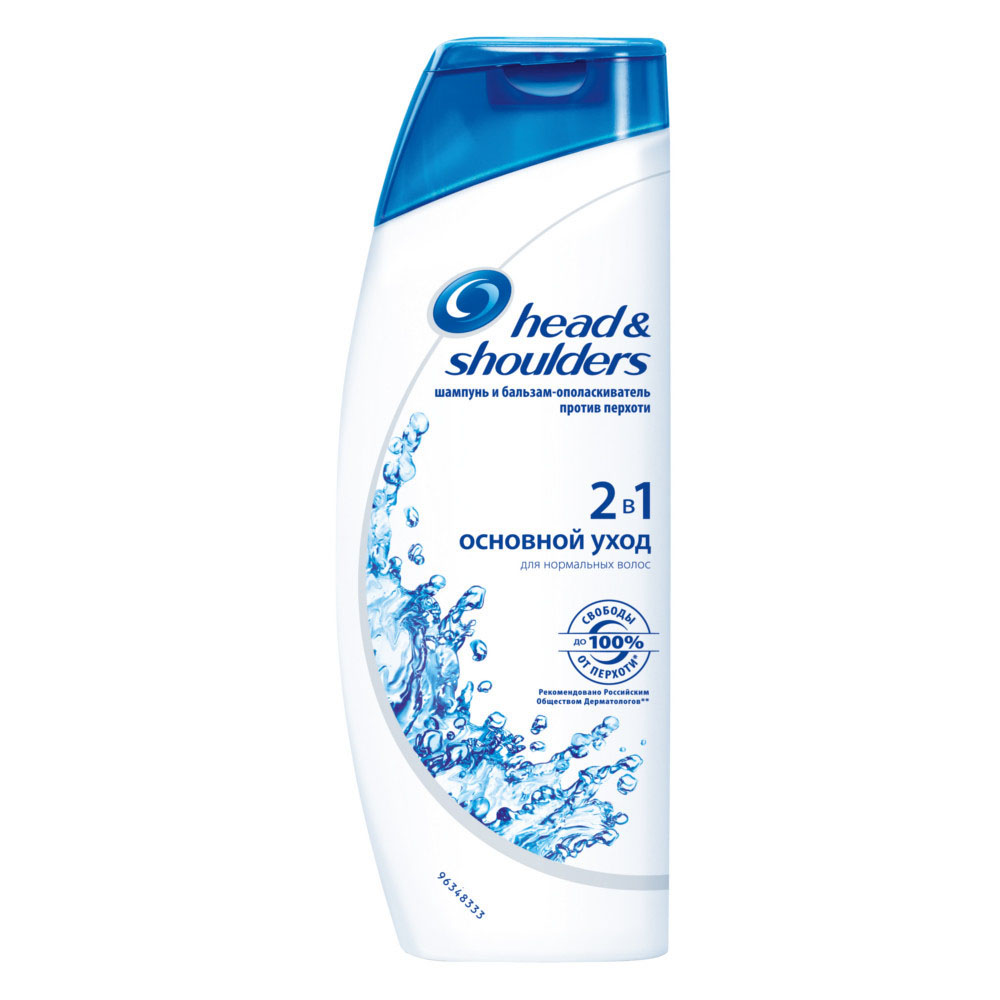 head &
shoulders
шампунь и бальзам-ополаскиватель
против перхоти
2 в 1
основной уход
для нормальных волос
СВОБОДЫ
ДО 100%
ОТ ПЕРХОТИ*
Рекомендовано Российским
Обществом Дерматологов**
96348333